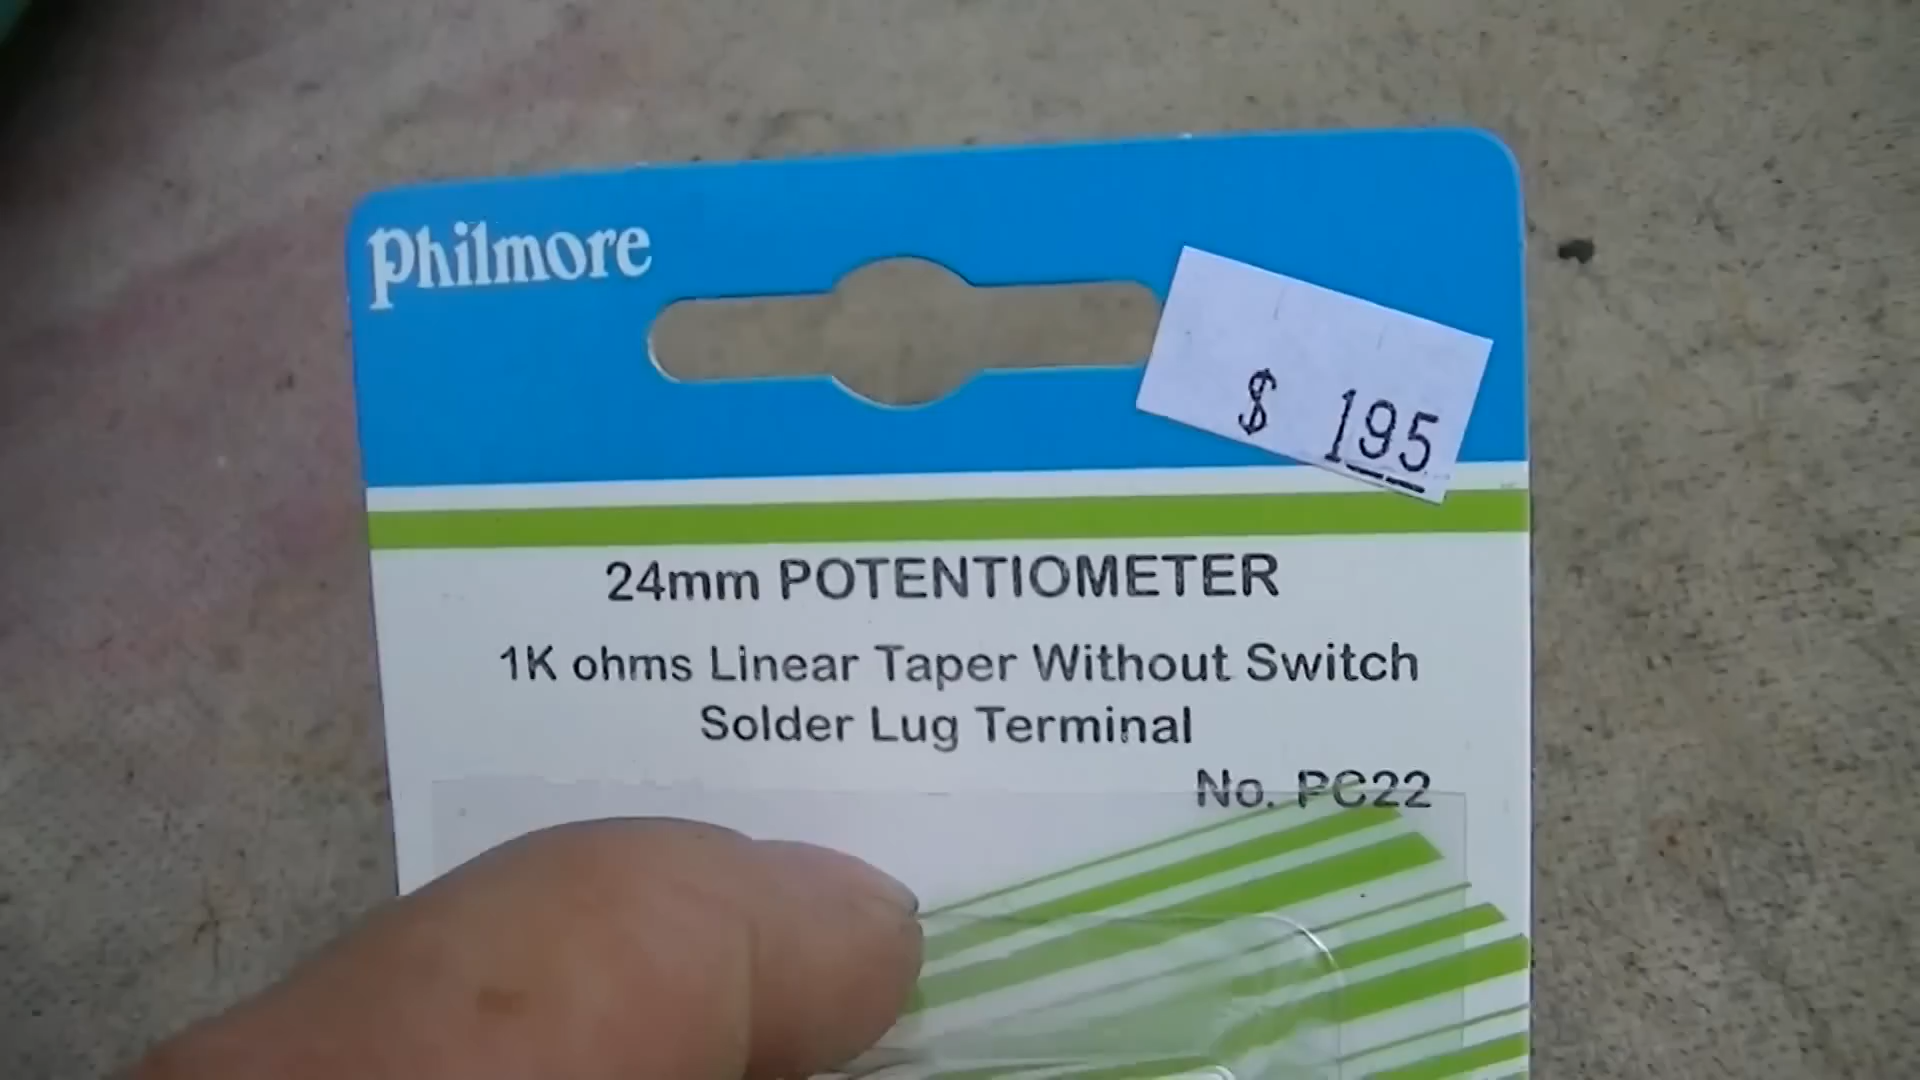 Philmore
$ 195
24mm POTENTIOMETER
1K ohms Linear Taper Without Switch
Solder Lug Terminal
No. PC22